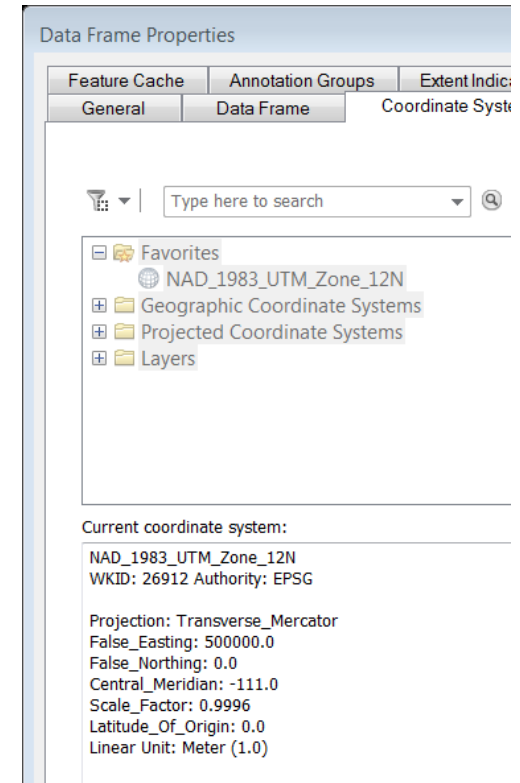 Data Frame Properties
Feature Cache Annotation Groups Extent
General Data Frame Coordinate
Type here to search
Favorites
NAD_1983_UTM_Zone_12N
Geographic Coordinate Systems
Projected Coordinate Systems
Layers
Current coordinate system:
NAD_1983_UTM_Zone_12N
WKID: 26912 Authority: EPSG
Projection: Transverse_Mercator
False_Easting: 500000.0
False_Northing: 0.0
Central_Meridian: -111.0
Scale_Factor: 0.9996
Latitude_Of_Origin: 0.0
Linear Unit: Meter (1.0)